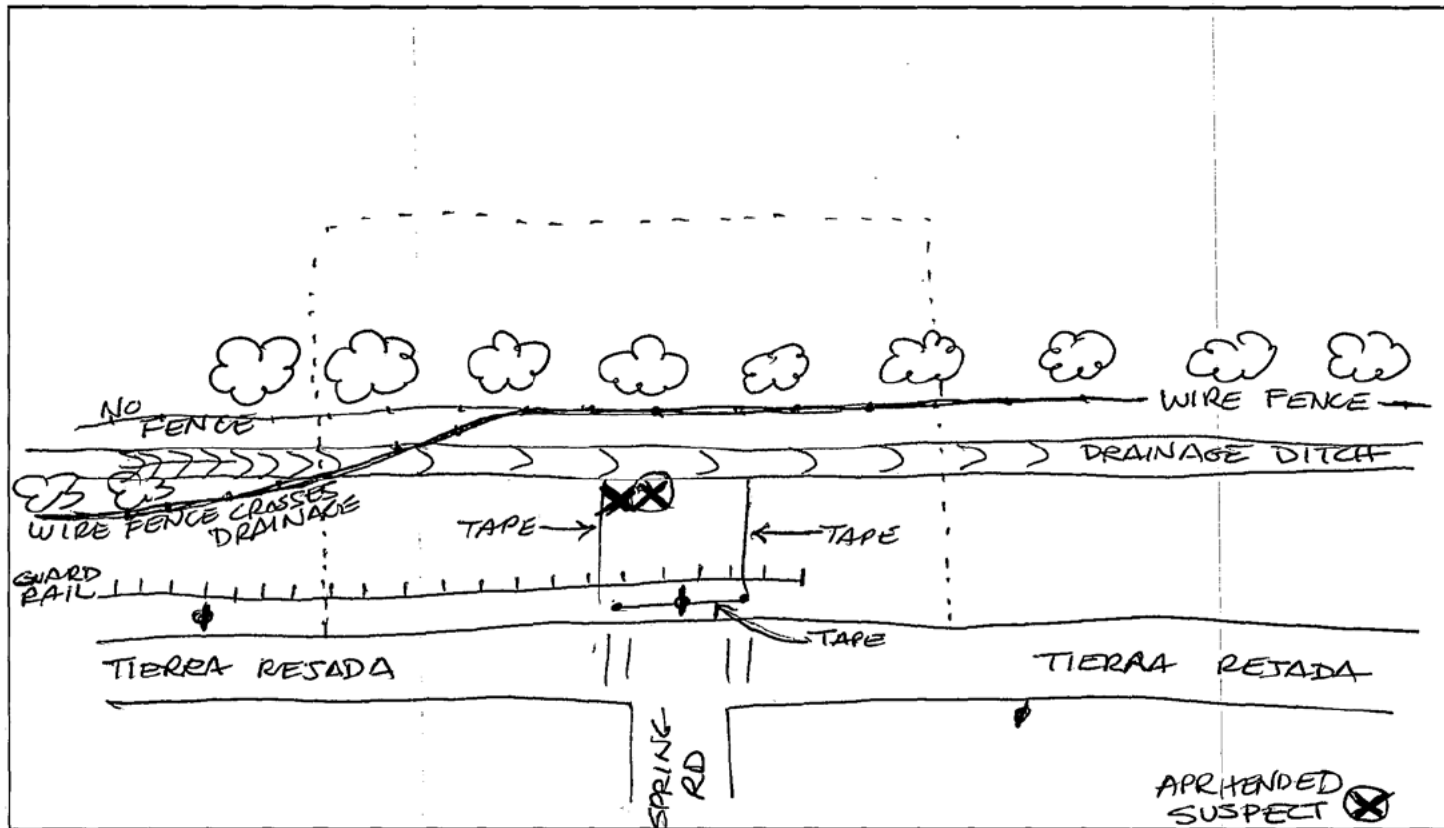 NO
FENCE
WIRE FENCE
DRAINAGE DITCH
WIRE FENCE CROSSES
DRAINAGE
TAPE
TAPE
GUARD
RAIL
TAPE
TIERRA REJADA
TIERRA REJADA
SPRING
RD
APRHENDED
SUSPECT